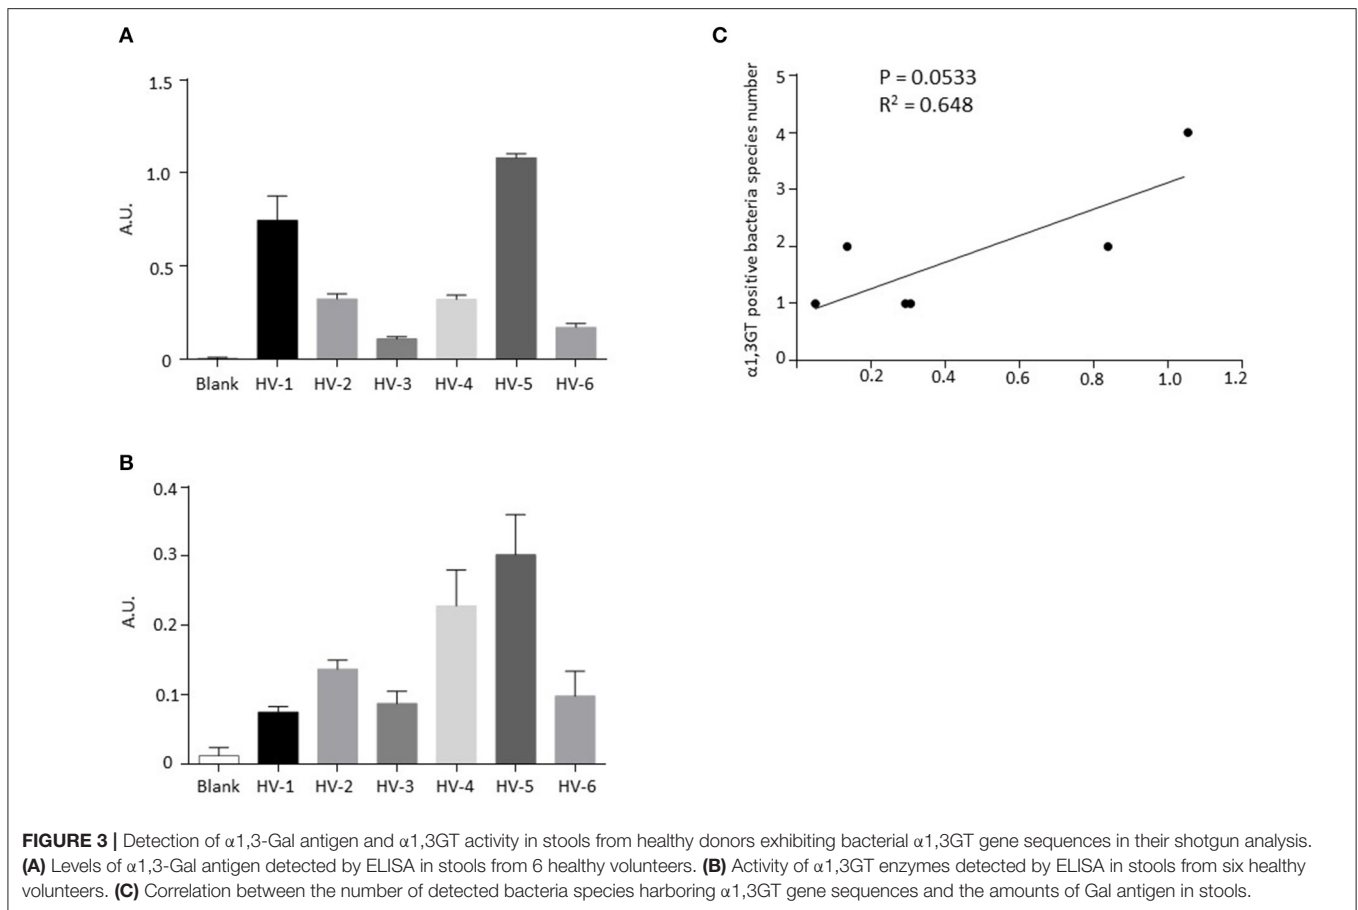 A
1.5
1.0
0.5
0
A.U.
Blank HV-1 HV-2 HV-3 HV-4 HV-5 HV-6
B
0.4
0.3
0.2
0.1
0
A.U.
Blank HV-1 HV-2 HV-3 HV-4 HV-5 HV-6
C
P = 0.0533
R² = 0.648
α1,3GT positive bacteria species number
5
4
3
2
1
0
0.2 0.4 0.6 0.8 1.0 1.2
FIGURE 3 | Detection of α1,3-Gal antigen and α1,3GT activity in stools from healthy donors exhibiting bacterial α1,3GT gene sequences in their shotgun analysis.
(A) Levels of α1,3-Gal antigen detected by ELISA in stools from 6 healthy volunteers. (B) Activity of α1,3GT enzymes detected by ELISA in stools from six healthy
volunteers. (C) Correlation between the number of detected bacteria species harboring α1,3GT gene sequences and the amounts of Gal antigen in stools.